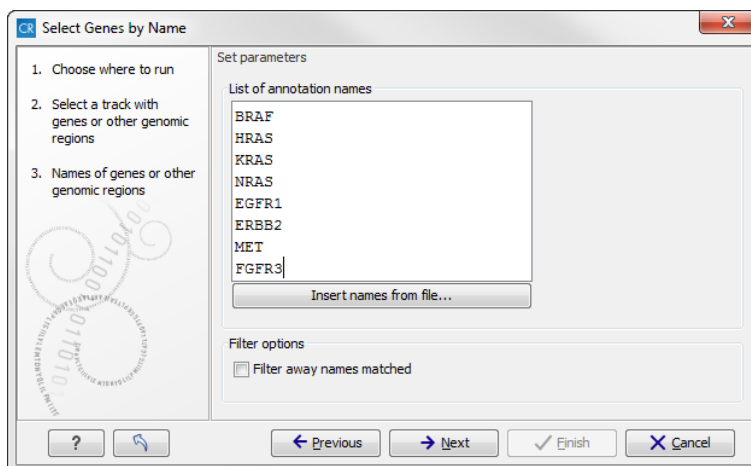 CR Select Genes by Name
X
1. Choose where to run
2. Select a track with
genes or other genomic
regions
3. Names of genes or other
genomic regions
Set parameters
List of annotation names
BRAF
HRAS
KRAS
NRAS
EGFR1
ERBB2
MET
FGFR3
Insert names from file...
Filter options
Filter away names matched
? Previous Next Finish Cancel